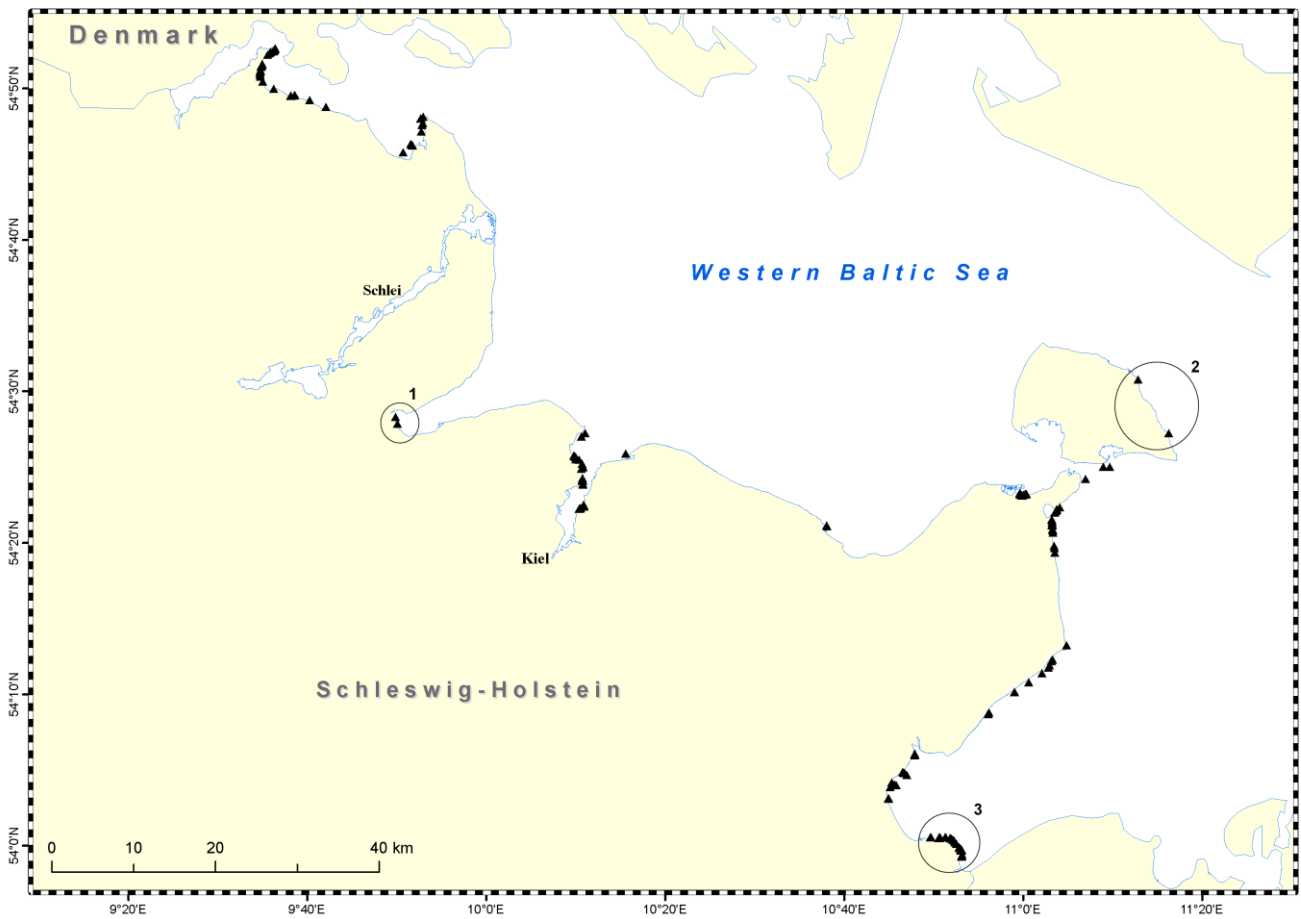 Denmark
54°50'N
54°40'N
Western Baltic Sea
Schlei
54°30'N
1
2
54°20'N
Kiel
54°10'N
Schleswig-Holstein
3
54°0'N
0 10 20 40 km
9°20'E 9°40'E 10°0'E 10°20'E 10°40'E 11°0'E 11°20'E